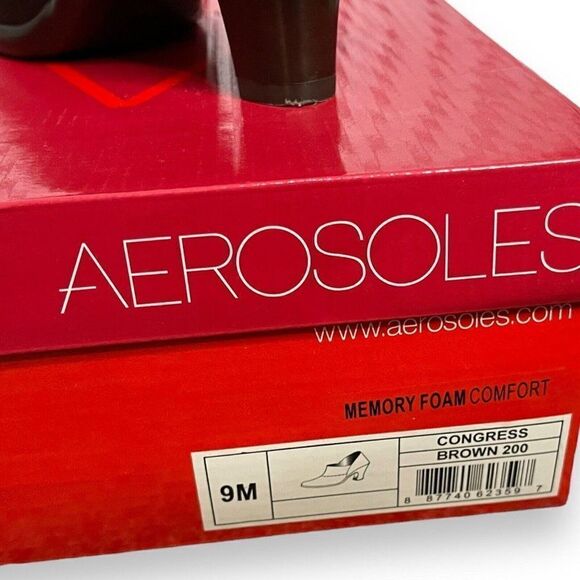 AEROSOLES
www.aerosoles.com
MEMORY FOAM COMFORT
9M
CONGRESS
BROWN 200
8 87740 62359 7